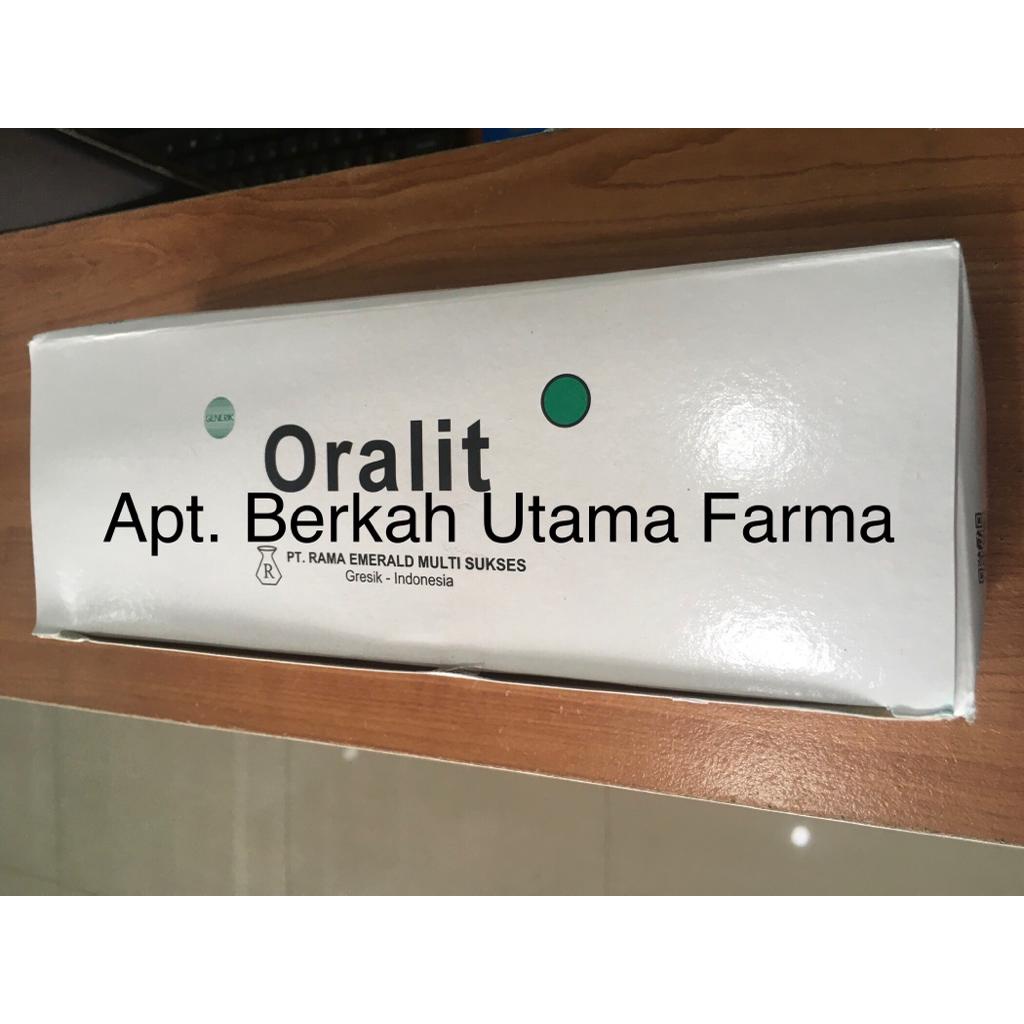 GENERIK
Oralit
Apt. Berkah Utama Farma
R
PT. RAMA EMERALD MULTI SUKSES
Gresik - Indonesia